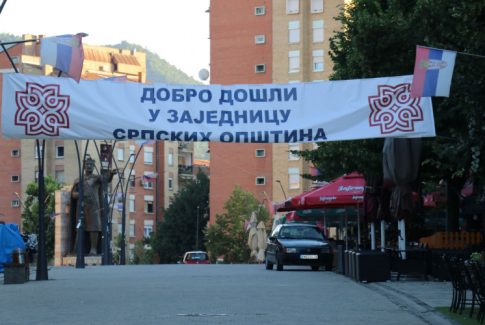 ДОБРО ДОШЛИ
У ЗАЈЕДНИЦУ
СРПСКИХ ОПШТИНА